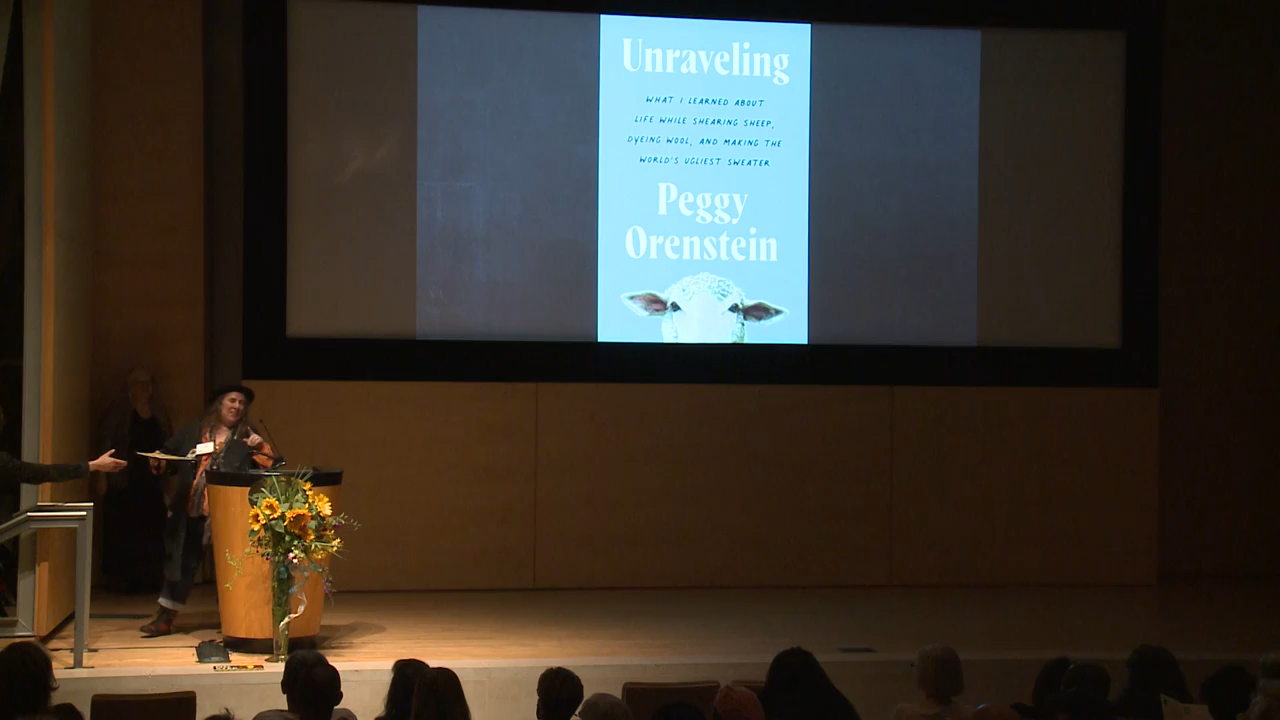 Unraveling
WHAT I LEARNED ABOUT
LIFE WHILE SHEARING SHEEP,
DYEING WOOL, AND MAKING THE
WORLD'S UGLIEST SWEATER
Peggy
Orenstein